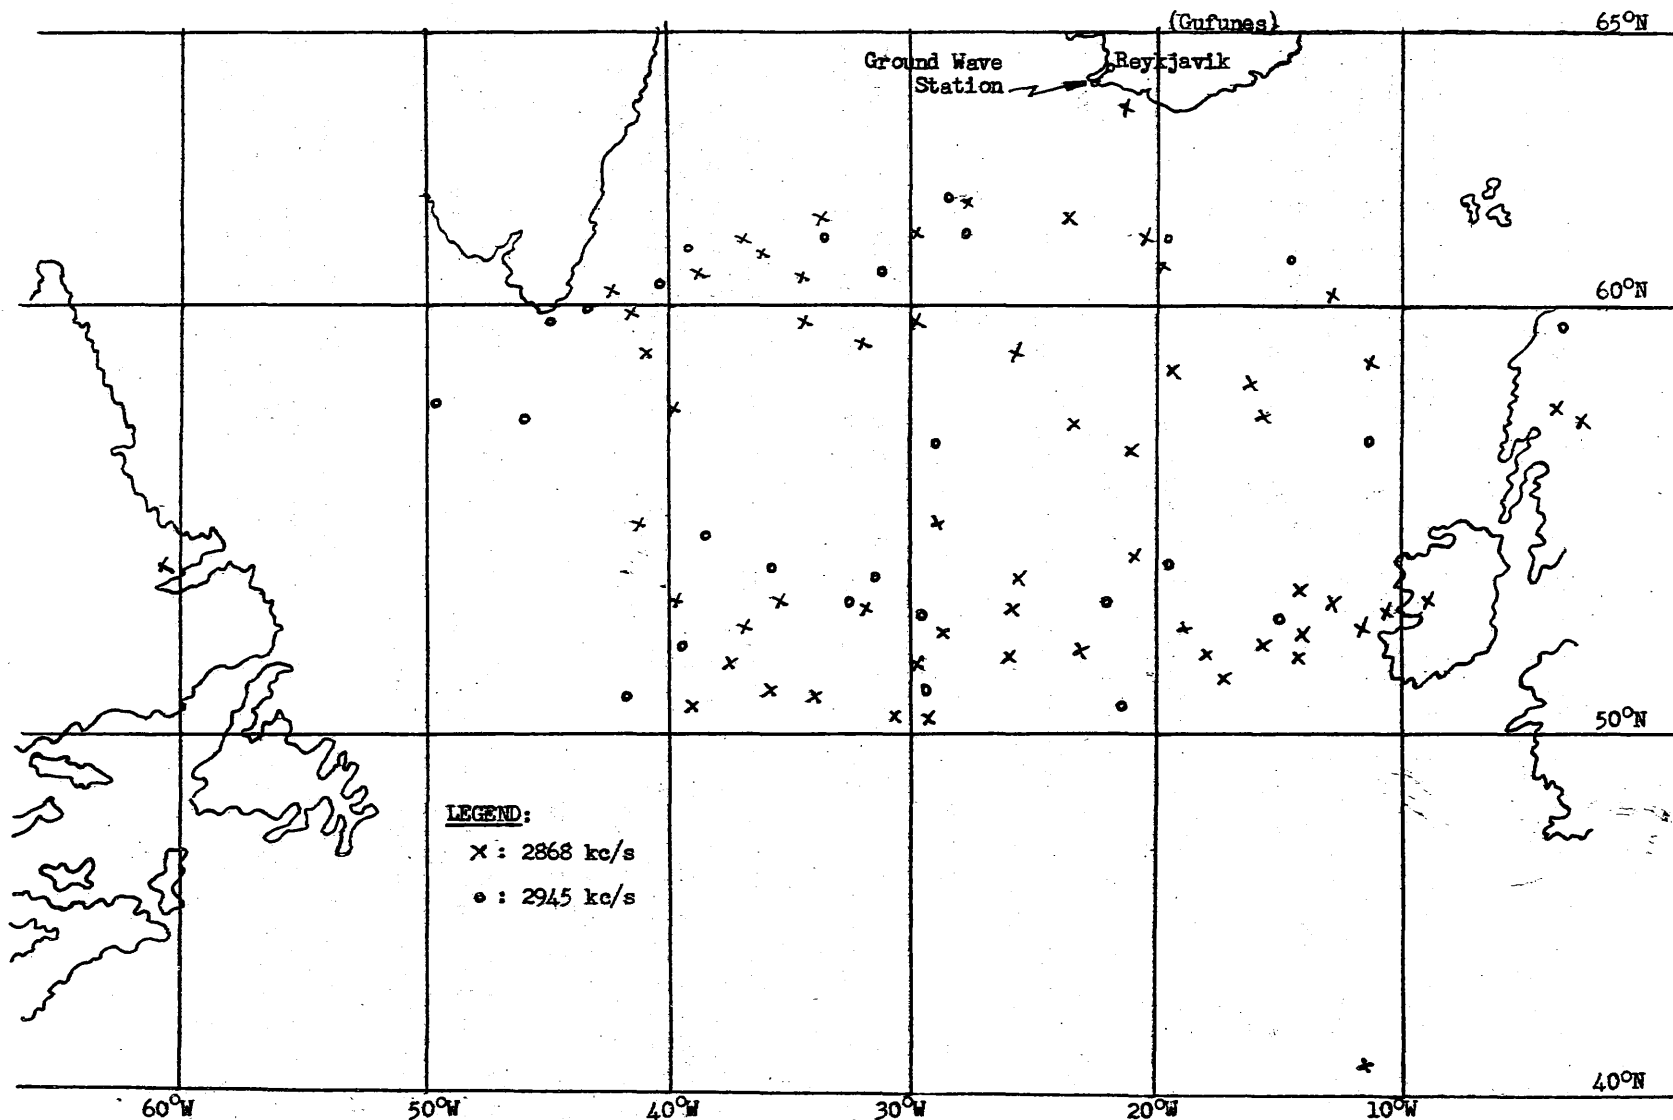 (Gufunes)
65°N
Ground Wave
Station
Reykjavik
60°N
50°N
LEGEND:
x : 2868 kc/s
o : 2945 kc/s
40°N
60°W 50°W 40°W 30°W 20°W 10°W